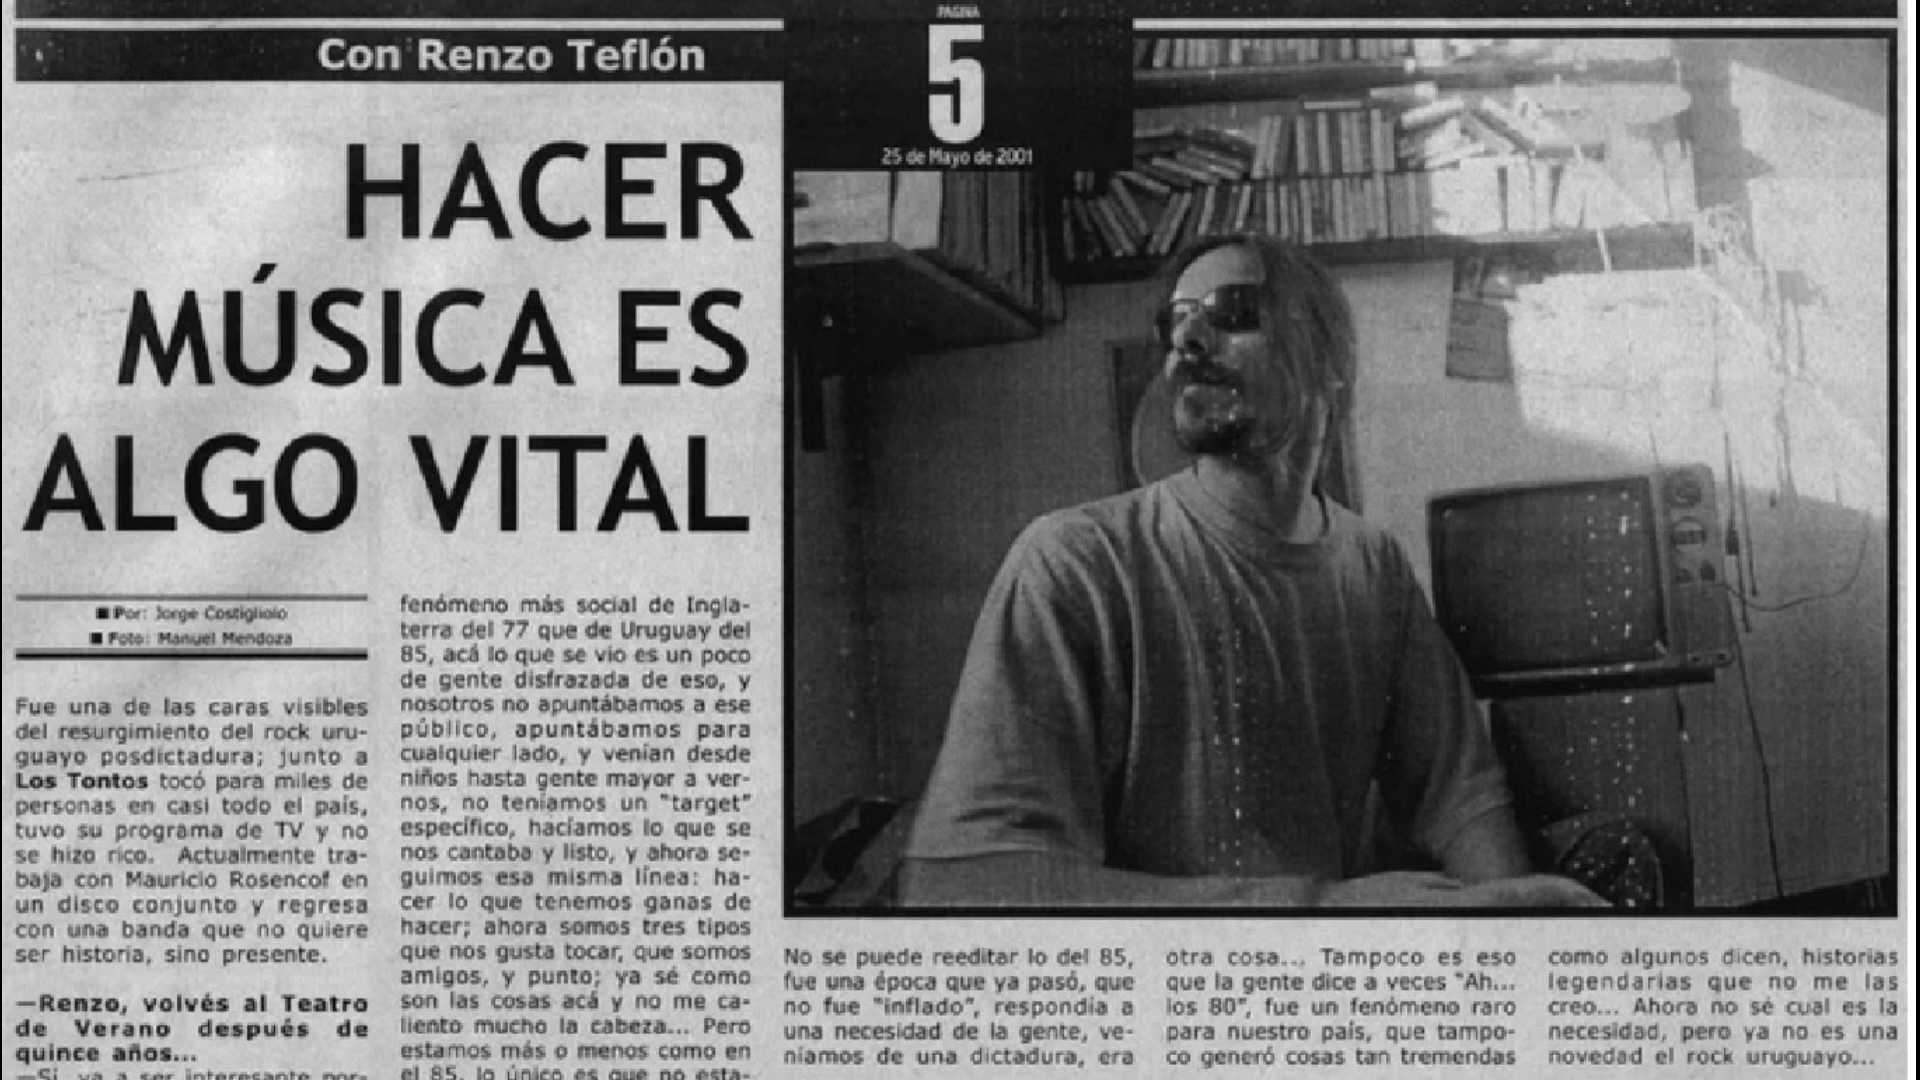 Con Renzo Teflón
PAGINA
5
25 de Mayo de 2001
HACER
MÚSICA ES
ALGO VITAL
■ Por: Jorge Costigliolo
■ Foto: Manuel Mendoza
Fue una de las caras visibles
del resurgimiento del rock uru-
guayo posdictadura; junto a
Los Tontos tocó para miles de
personas en casi todo el país,
tuvo su programa de TV y no
se hizo rico. Actualmente tra-
baja con Mauricio Rosencof en
un disco conjunto y regresa
con una banda que no quiere
ser historia, sino presente.
—Renzo, volvés al Teatro
de Verano después de
quince años...
—Sí, va a ser interesante por-
fenómeno más social de Ingla-
terra del 77 que de Uruguay del
85, acá lo que se vio es un poco
de gente disfrazada de eso, y
nosotros no apuntábamos a ese
público, apuntábamos para
cualquier lado, y venían desde
niños hasta gente mayor a ver-
nos, no teníamos un "target"
específico, hacíamos lo que se
nos cantaba y listo, y ahora se-
guimos esa misma línea: ha-
cer lo que tenemos ganas de
hacer; ahora somos tres tipos
que nos gusta tocar, que somos
amigos, y punto; ya sé como
son las cosas acá y no me ca-
liento mucho la cabeza... Pero
estamos más o menos como en
el 85, lo único es que no esta-
No se puede reeditar lo del 85,
fue una época que ya pasó, que
no fue "inflado", respondía a
una necesidad de la gente, ve-
níamos de una dictadura, era
otra cosa... Tampoco es eso
que la gente dice a veces "Ah...
los 80", fue un fenómeno raro
para nuestro país, que tampo-
co generó cosas tan tremendas
como algunos dicen, historias
legendarias que no me las
creo... Ahora no sé cual es la
necesidad, pero ya no es una
novedad el rock uruguayo...